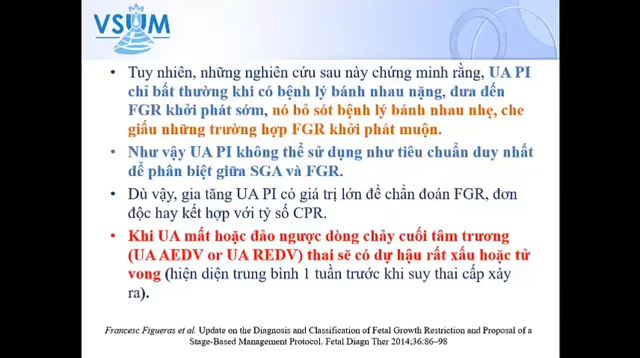 VSUM
• Tuy nhiên, những nghiên cứu sau này chứng minh rằng, UA PI
chỉ bất thường khi có bệnh lý bánh nhau nặng, đưa đến
FGR khởi phát sớm, nó bỏ sót bệnh lý bánh nhau nhẹ, che
giấu những trường hợp FGR khởi phát muộn.
• Như vậy UA PI không thể sử dụng như tiêu chuẩn duy nhất
để phân biệt giữa SGA và FGR.
• Dù vậy, gia tăng UA PI có giá trị lớn để chẩn đoán FGR, đơn
độc hay kết hợp với tỷ số CPR.
• Khi UA mất hoặc đảo ngược dòng chảy cuối tâm trương
(UA AEDV or UA REDV) thai sẽ có dự hậu rất xấu hoặc tử
vong (hiện diện trung bình 1 tuần trước khi suy thai cấp xảy
ra).
Francesc Figueras et al. Update on the Diagnosis and Classification of Fetal Growth Restriction and Proposal of a
Stage-Based Management Protocol. Fetal Diagn Ther 2014;36:86–98